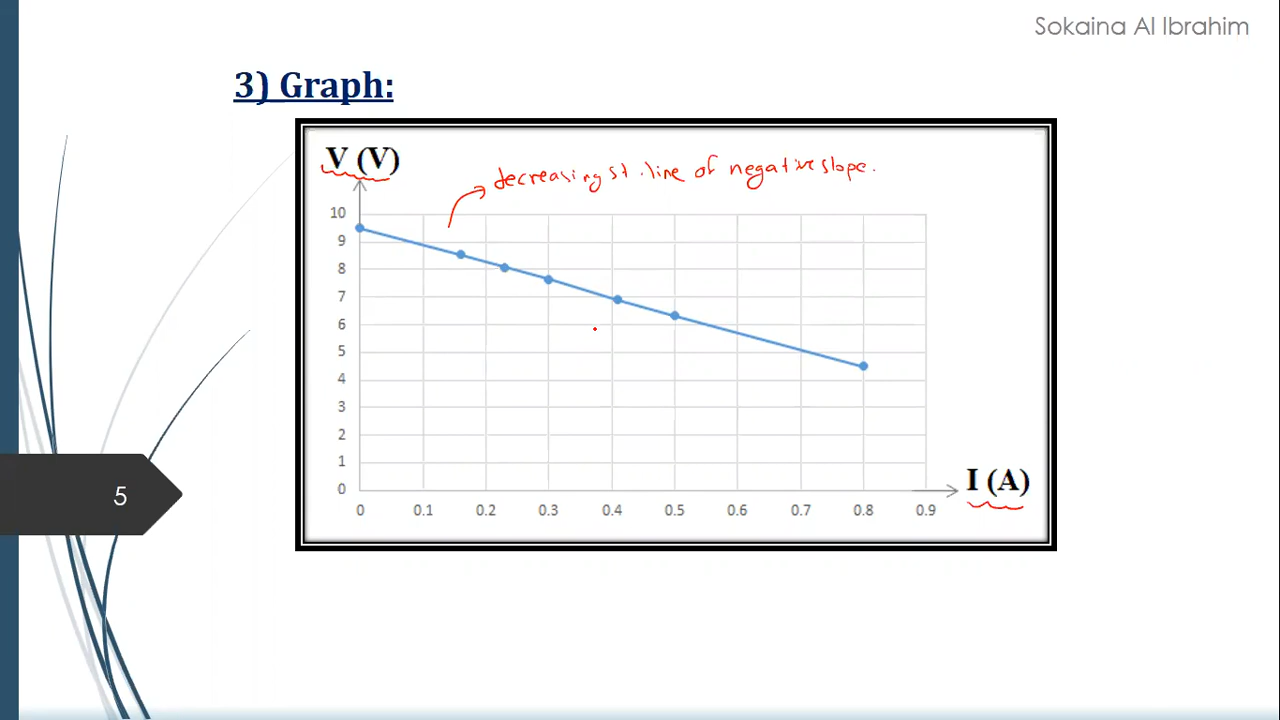 Sokaina Al Ibrahim
3) Graph:
V (V)
decreasing st. line of negative slope.
10
9
8
7
6
5
4
3
2
1
0
0 0.1 0.2 0.3 0.4 0.5 0.6 0.7 0.8 0.9
I (A)
5